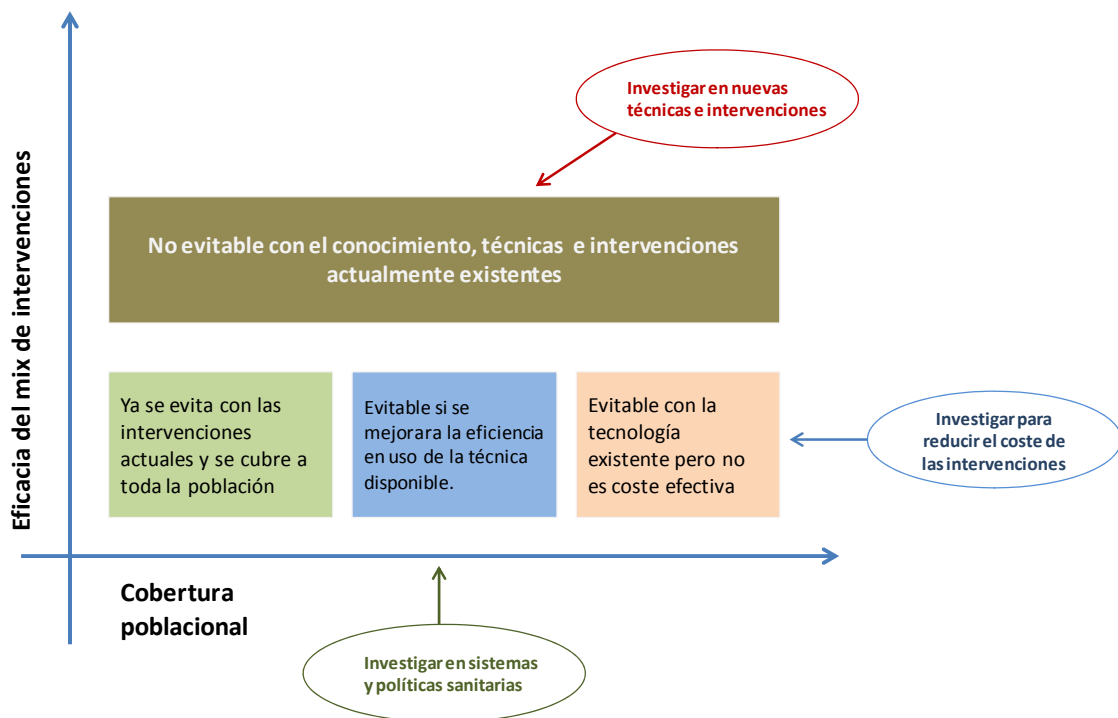 Investigar en nuevas
técnicas e intervenciones
Eficacia del mix de intervenciones
No evitable con el conocimiento, técnicas e intervenciones
actualmente existentes
Ya se evita con las
intervenciones
actuales y se cubre a
toda la población
Evitable si se
mejorara la eficiencia
en uso de la técnica
disponible.
Evitable con la
tecnología
existente pero no
es coste efectiva
Investigar para
reducir el coste de
las intervenciones
Cobertura
poblacional
Investigar en sistemas
y políticas sanitarias